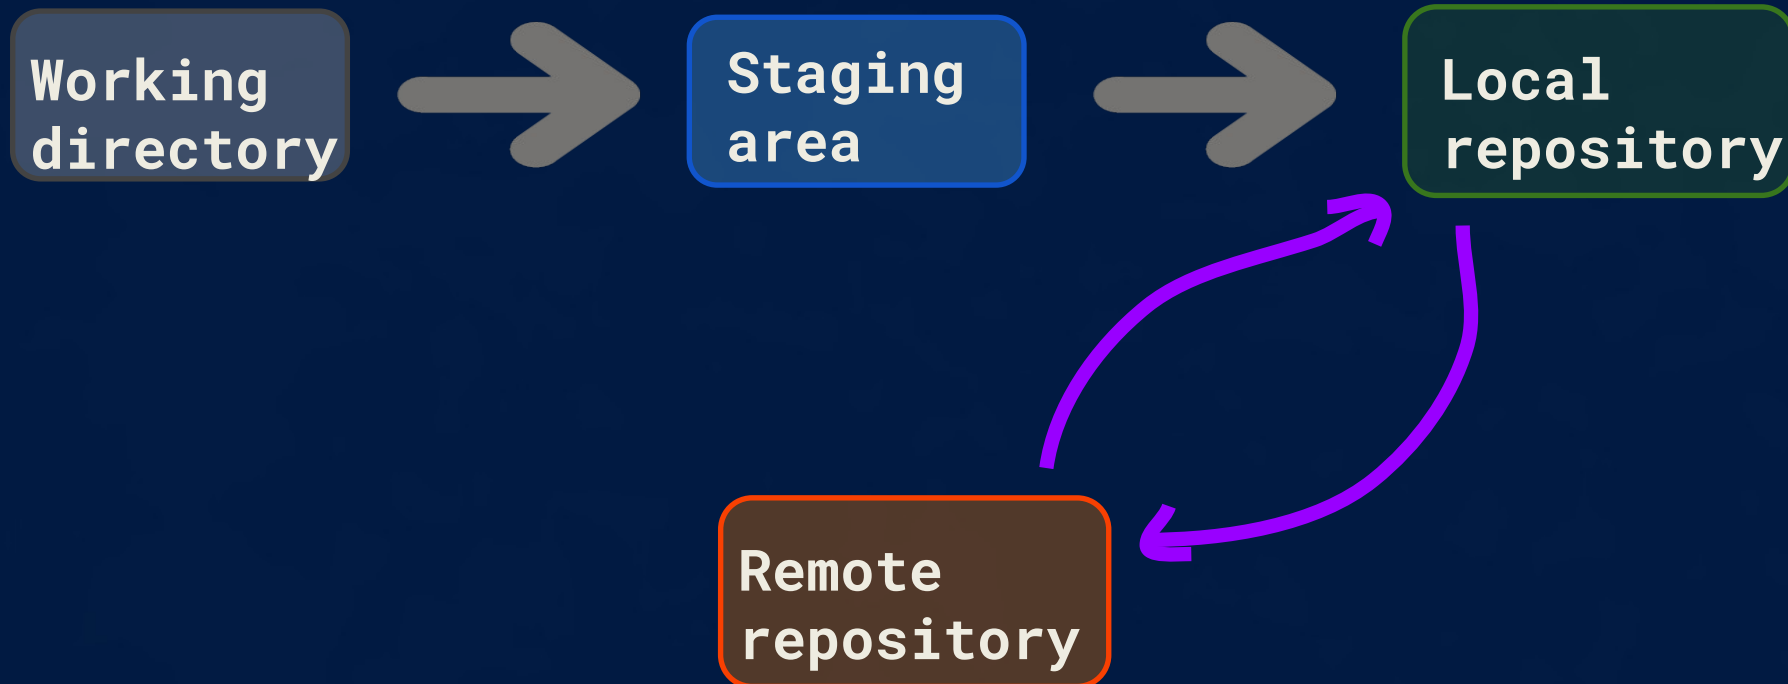 Working
directory
Staging
area
Local
repository
Remote
repository